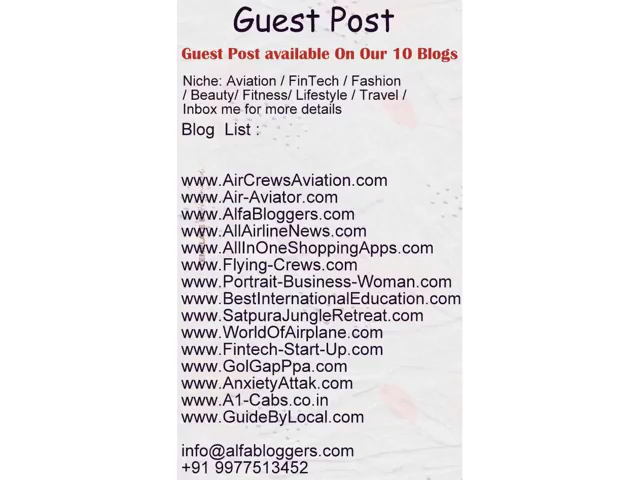 Guest Post
Guest Post available On Our 10 Blogs
Niche: Aviation / FinTech / Fashion
/ Beauty/ Fitness/ Lifestyle / Travel /
Inbox me for more details
Blog List :
www.AirCrewsAviation.com
www.Air-Aviator.com
www.AlfaBloggers.com
www.AllAirlineNews.com
www.AllInOneShoppingApps.com
www.Flying-Crews.com
www.Portrait-Business-Woman.com
www.BestInternationalEducation.com
www.SatpuraJungleRetreat.com
www.WorldOfAirplane.com
www.Fintech-Start-Up.com
www.GolGapPpa.com
www.AnxietyAttak.com
www.A1-Cabs.co.in
www.GuideByLocal.com
info@alfabloggers.com
+91 9977513452